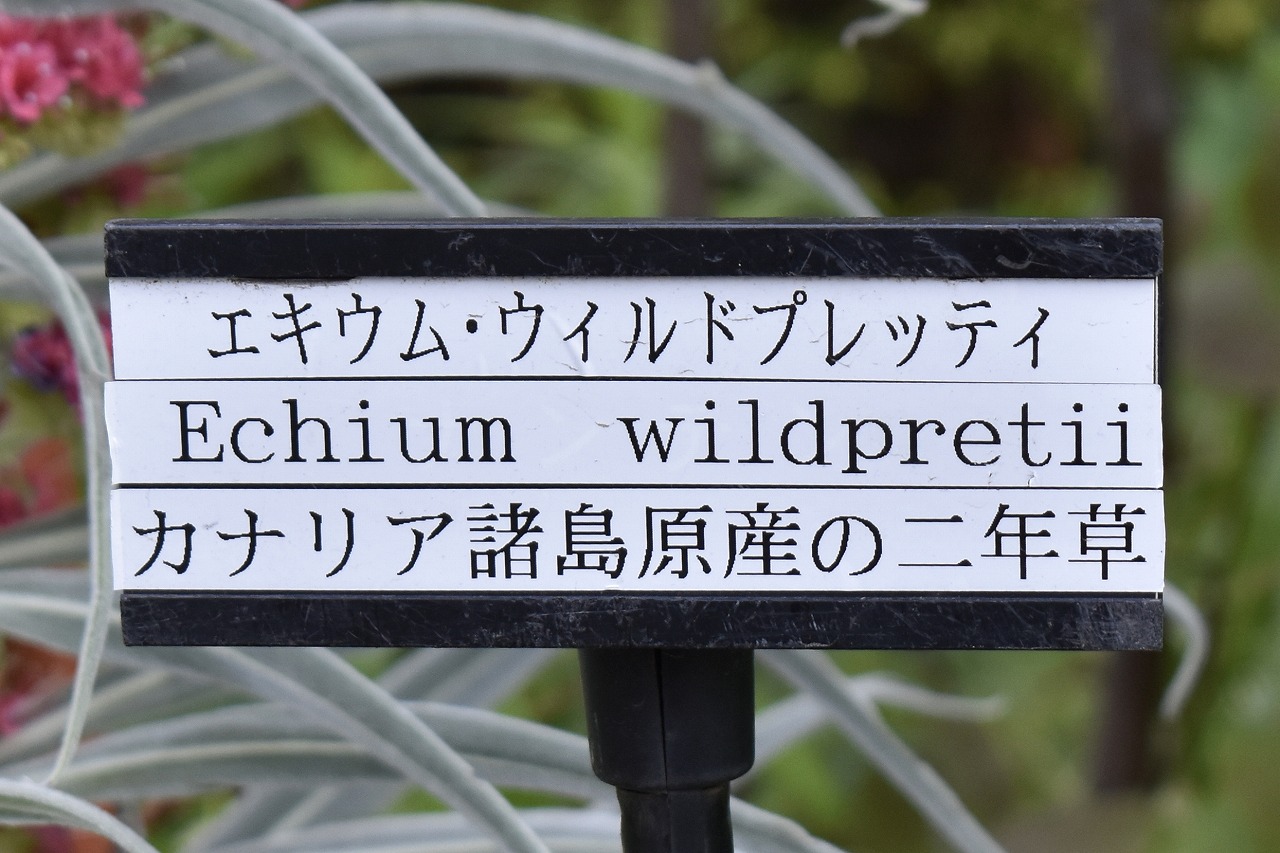 エキウム・ウィルドプレッティ
Echium　wildpretii
カナリア諸島原産の二年草